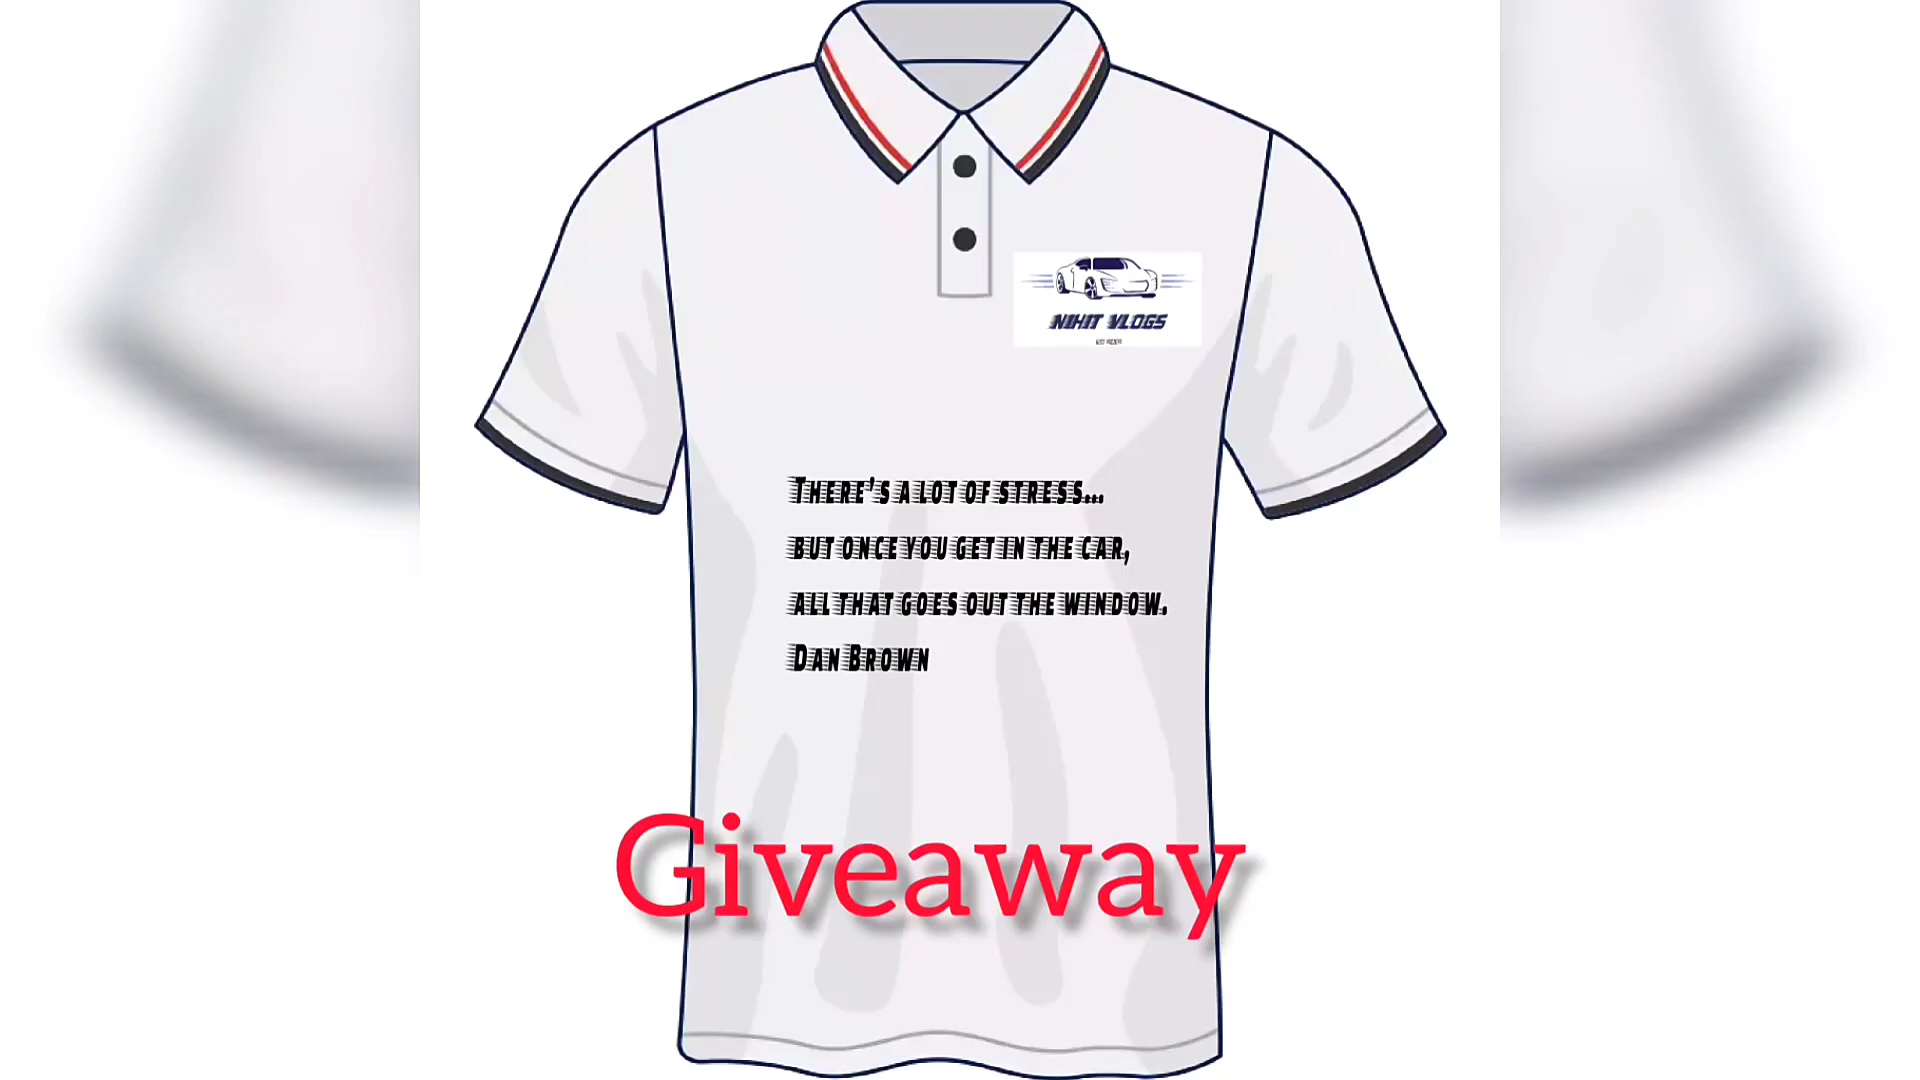 NIHIT VLOGS
There's a lot of stress...
but once you get in the car,
all that goes out the window.
Dan Brown
Giveaway